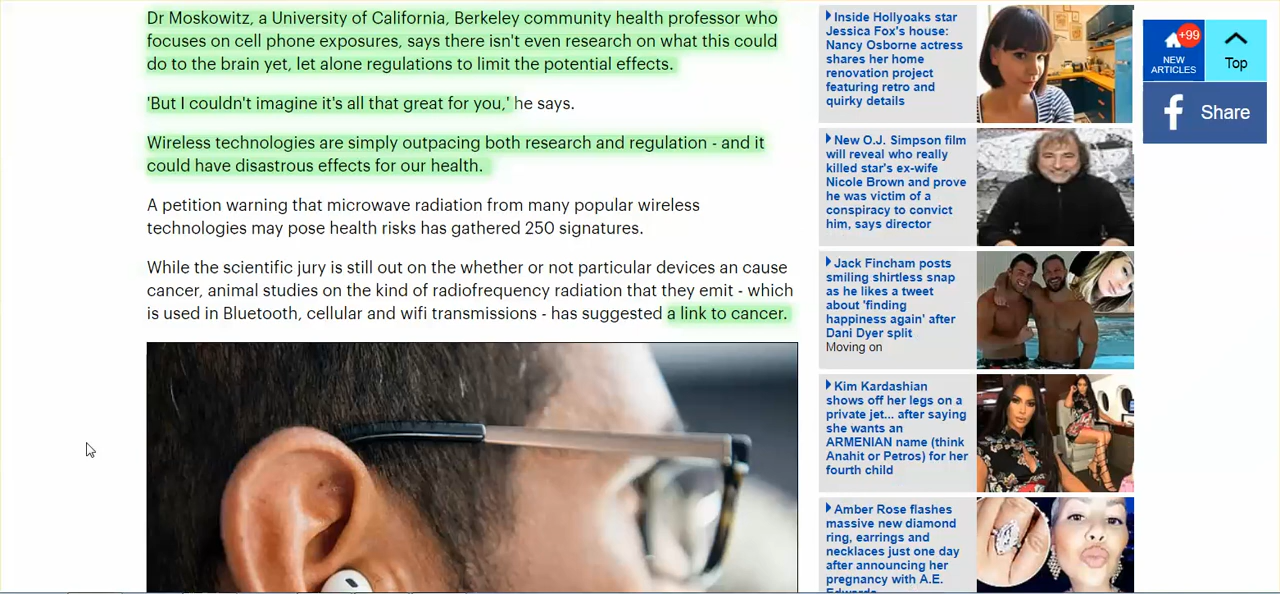 Dr Moskowitz, a University of California, Berkeley community health professor who
focuses on cell phone exposures, says there isn't even research on what this could
do to the brain yet, let alone regulations to limit the potential effects.
'But I couldn't imagine it's all that great for you,' he says.
Wireless technologies are simply outpacing both research and regulation - and it
could have disastrous effects for our health.
A petition warning that microwave radiation from many popular wireless
technologies may pose health risks has gathered 250 signatures.
While the scientific jury is still out on the whether or not particular devices an cause
cancer, animal studies on the kind of radiofrequency radiation that they emit - which
is used in Bluetooth, cellular and wifi transmissions - has suggested a link to cancer.
Inside Hollyoaks star
Jessica Fox's house:
Nancy Osborne actress
shares her home
renovation project
featuring retro and
quirky details
New O.J. Simpson film
will reveal who really
killed star's ex-wife
Nicole Brown and prove
he was victim of a
conspiracy to convict
him, says director
Jack Fincham posts
smiling shirtless snap
as he likes a tweet
about 'finding
happiness again' after
Dani Dyer split
Moving on
Kim Kardashian
shows off her legs on a
private jet... after saying
she wants an
ARMENIAN name (think
Anahit or Petros) for her
fourth child
Amber Rose flashes
massive new diamond
ring, earrings and
necklaces just one day
after announcing her
pregnancy with A.E.
Edwards
+99
NEW
ARTICLES
Top
Share